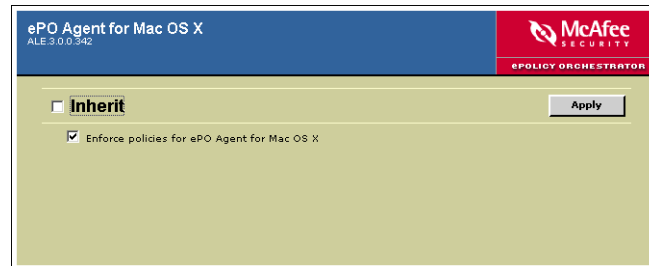 ePO Agent for Mac OS X
ALE.3.0.0.342
McAfee
SECURITY
ePOLICY ORCHESTRATOR
Inherit
Apply
Enforce policies for ePO Agent for Mac OS X